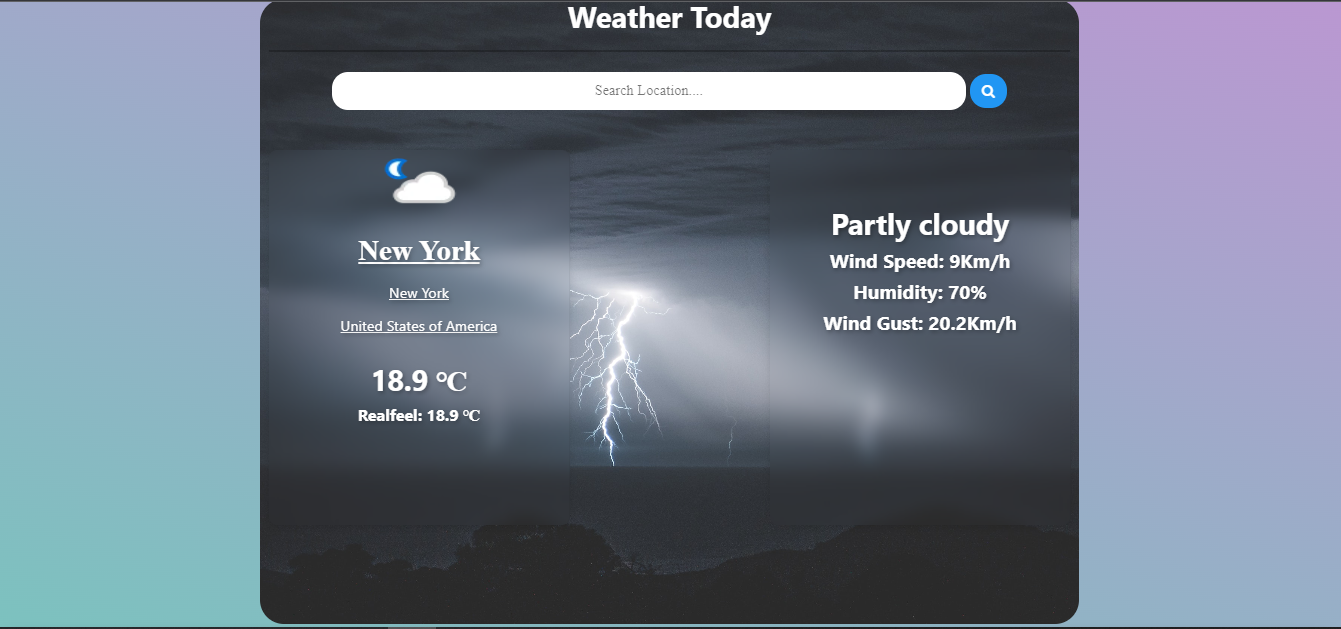 Weather Today
Search Location....
New York
New York
United States of America
18.9 ℃
Realfeel: 18.9 ℃
Partly cloudy
Wind Speed: 9Km/h
Humidity: 70%
Wind Gust: 20.2Km/h